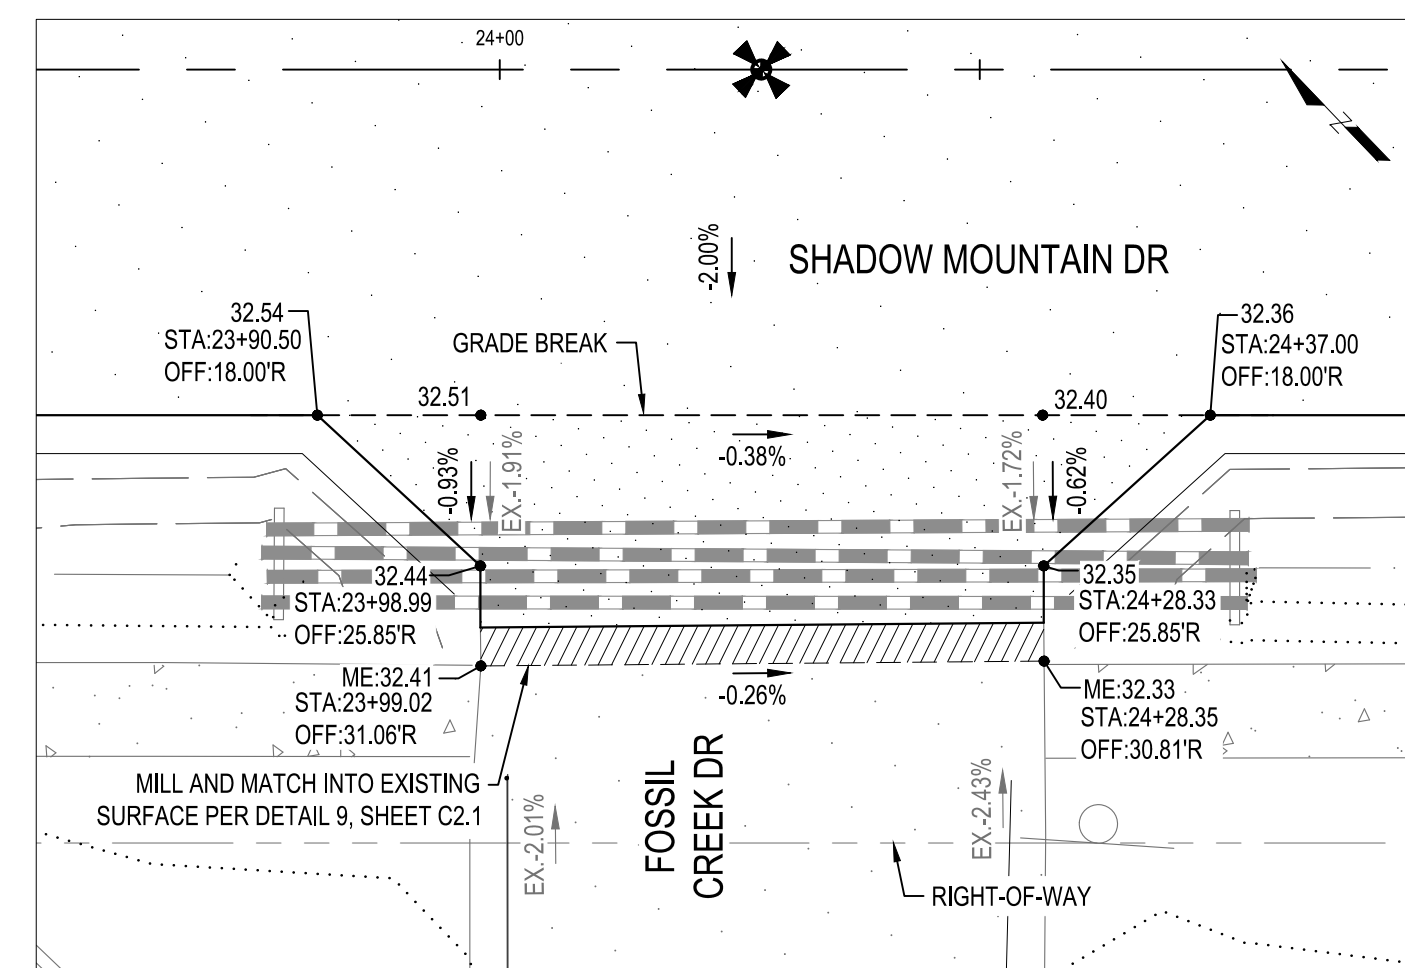 24+00
-2.00%
SHADOW MOUNTAIN DR
32.54
STA:23+90.50
OFF:18.00'R
GRADE BREAK
32.36
STA:24+37.00
OFF:18.00'R
32.51
32.40
-0.93%
EX.-1.91%
-0.38%
EX.-1.72%
-0.62%
32.44
STA:23+98.99
OFF:25.85'R
32.35
STA:24+28.33
OFF:25.85'R
ME:32.41
STA:23+99.02
OFF:31.06'R
-0.26%
ME:32.33
STA:24+28.35
OFF:30.81'R
MILL AND MATCH INTO EXISTING
SURFACE PER DETAIL 9, SHEET C2.1
EX.-2.01%
FOSSIL
CREEK DR
EX.-2.43%
RIGHT-OF-WAY